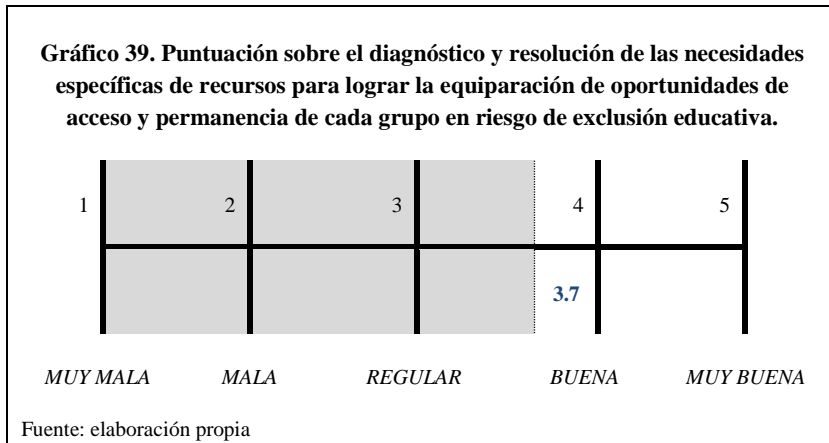 Gráfico 39. Puntuación sobre el diagnóstico y resolución de las necesidades
específicas de recursos para lograr la equiparación de oportunidades de
acceso y permanencia de cada grupo en riesgo de exclusión educativa.
1 2 3 4 5
3.7
MUY MALA MALA REGULAR BUENA MUY BUENA
Fuente: elaboración propia